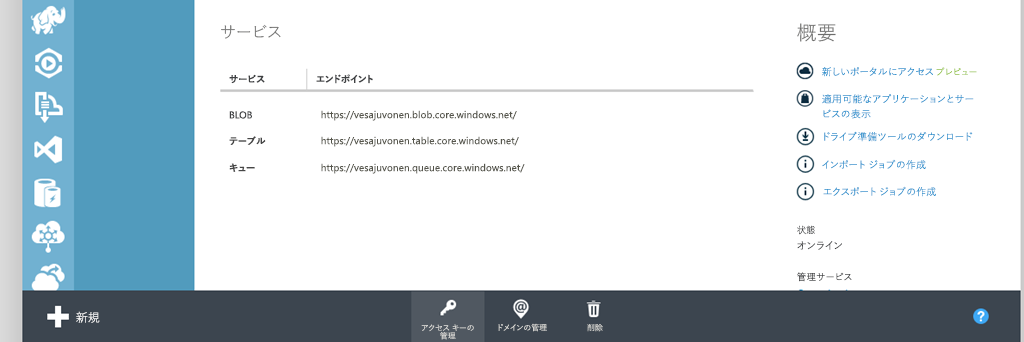 サービス
サービス エンドポイント
BLOB https://vesajuvonen.blob.core.windows.net/
テーブル https://vesajuvonen.table.core.windows.net/
キュー https://vesajuvonen.queue.core.windows.net/
概要
新しいポータルにアクセス プレビュー
適用可能なアプリケーションとサー
ビスの表示
ドライブ準備ツールのダウンロード
インポート ジョブの作成
エクスポート ジョブの作成
状態
オンライン
管理サービス
新規
アクセス キーの
管理
ドメインの管理
削除
?